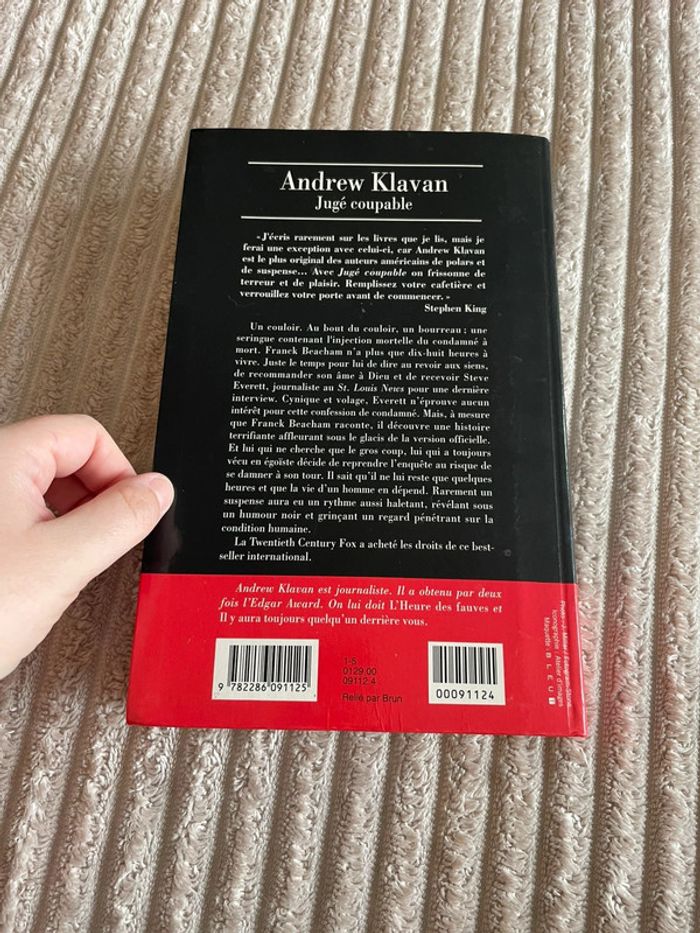 Andrew Klavan
Jugé coupable
« J'écris rarement sur les livres que je lis, mais je
ferai une exception avec celui-ci, car Andrew Klavan
est le plus original des auteurs américains de polars et
de suspense... Avec Jugé coupable on frissonne de
terreur et de plaisir. Remplissez votre cafetière et
verrouillez votre porte avant de commencer. »
Stephen King
Un couloir. Au bout du couloir, un bourreau ; une
seringue contenant l'injection mortelle du condamné à
mort. Franck Beacham n'a plus que dix-huit heures à
vivre. Juste le temps pour lui de dire au revoir aux siens,
de recommander son âme à Dieu et de recevoir Steve
Everett, journaliste au St. Louis News pour une dernière
interview. Cynique et volage, Everett n'éprouve aucun
intérêt pour cette confession de condamné. Mais, à mesure
que Franck Beacham raconte, il découvre une histoire
terrifiante affleurant sous le glacis de la version officielle.
Et lui qui ne cherche que le gros coup, lui qui a toujours
vécu en égoïste décide de reprendre l'enquête au risque de
se damner à son tour. Il sait qu'il ne lui reste que quelques
heures et que la vie d'un homme en dépend. Rarement un
suspense aura eu un rythme aussi haletant, révélant sous
un humour noir et grinçant un regard pénétrant sur la
condition humaine.
La Twentieth Century Fox a acheté les droits de ce best-
seller international.
Andrew Klavan est journaliste. Il a obtenu par deux
fois l'Edgar Award. On lui doit L'Heure des fauves et
Il y aura toujours quelqu'un derrière vous.
9 782286 091125
1-5
0129.00
09112.4
Relié par Brun
00091124
Iconographie : Atelier d'images
Maquette : BLEU